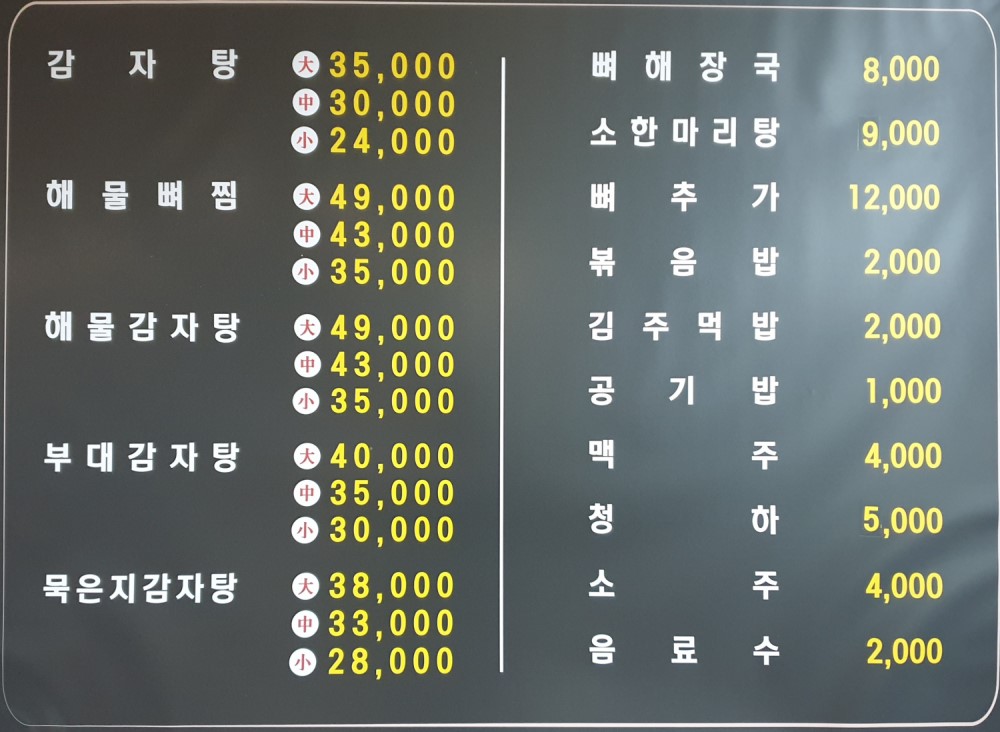 감자탕 大 35,000
中 30,000
小 24,000
해물뼈찜 大 49,000
中 43,000
小 35,000
해물감자탕 大 49,000
中 43,000
小 35,000
부대감자탕 大 40,000
中 35,000
小 30,000
묵은지감자탕 大 38,000
中 33,000
小 28,000
뼈해장국 8,000
소한마리탕 9,000
뼈추가 12,000
볶음밥 2,000
김주먹밥 2,000
공기밥 1,000
맥주 4,000
청하 5,000
소주 4,000
음료수 2,000